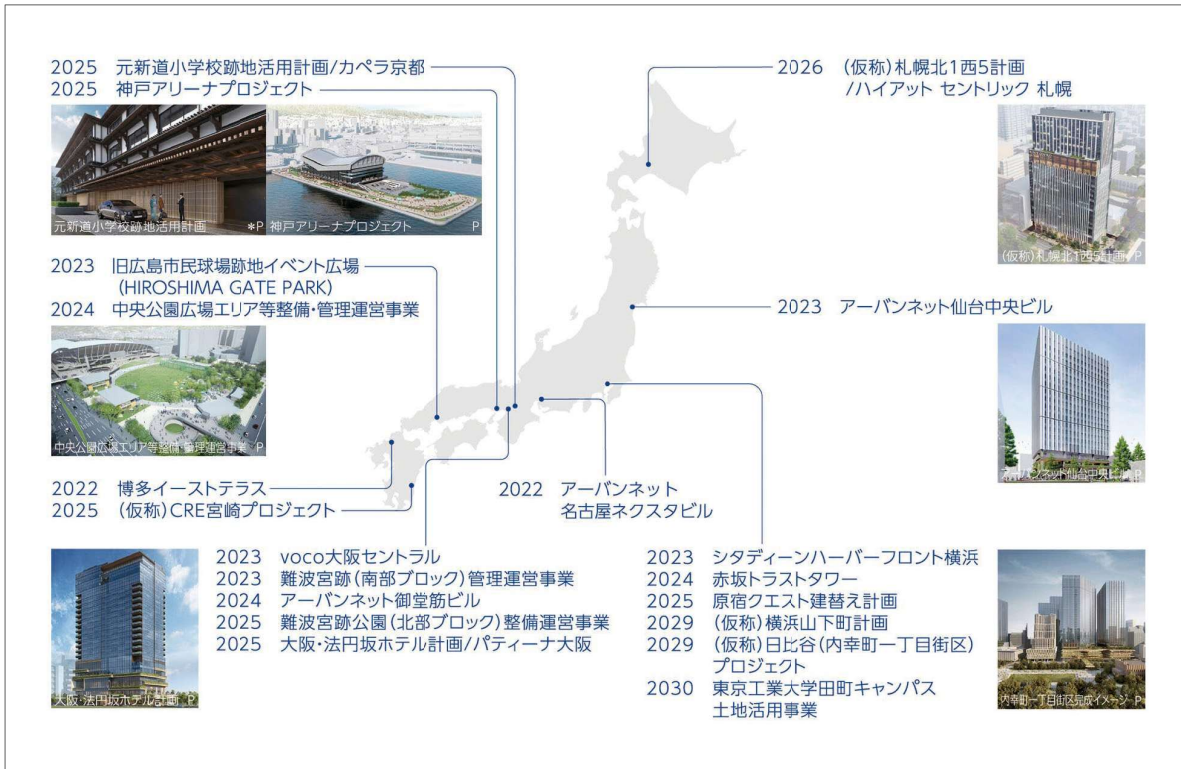 2025 元新道小学校跡地活用計画/カペラ京都
2025 神戸アリーナプロジェクト
元新道小学校跡地活用計画 *P
神戸アリーナプロジェクト P
2023 旧広島市民球場跡地イベント広場
(HIROSHIMA GATE PARK)
2024 中央公園広場エリア等整備・管理運営事業
中央公園広場エリア等整備・管理運営事業 P
2022 博多イーストテラス
2025 (仮称)CRE宮崎プロジェクト
大阪・法円坂ホテル計画 P
2023 voco大阪セントラル
2023 難波宮跡(南部ブロック)管理運営事業
2024 アーバンネット御堂筋ビル
2025 難波宮跡公園(北部ブロック)整備運営事業
2025 大阪・法円坂ホテル計画/パティーナ大阪
2022 アーバンネット
名古屋ネクスタビル
2026 (仮称)札幌北1西5計画
/ハイアット セントリック 札幌
(仮称)札幌北1西5計画 P
2023 アーバンネット仙台中央ビル
アーバンネット仙台中央ビル P
2023 シタディーンハーバーフロント横浜
2024 赤坂トラストタワー
2025 原宿クエスト建替え計画
2029 (仮称)横浜山下町計画
2029 (仮称)日比谷(内幸町一丁目街区)
プロジェクト
2030 東京工業大学田町キャンパス
土地活用事業
内幸町一丁目街区完成イメージ P